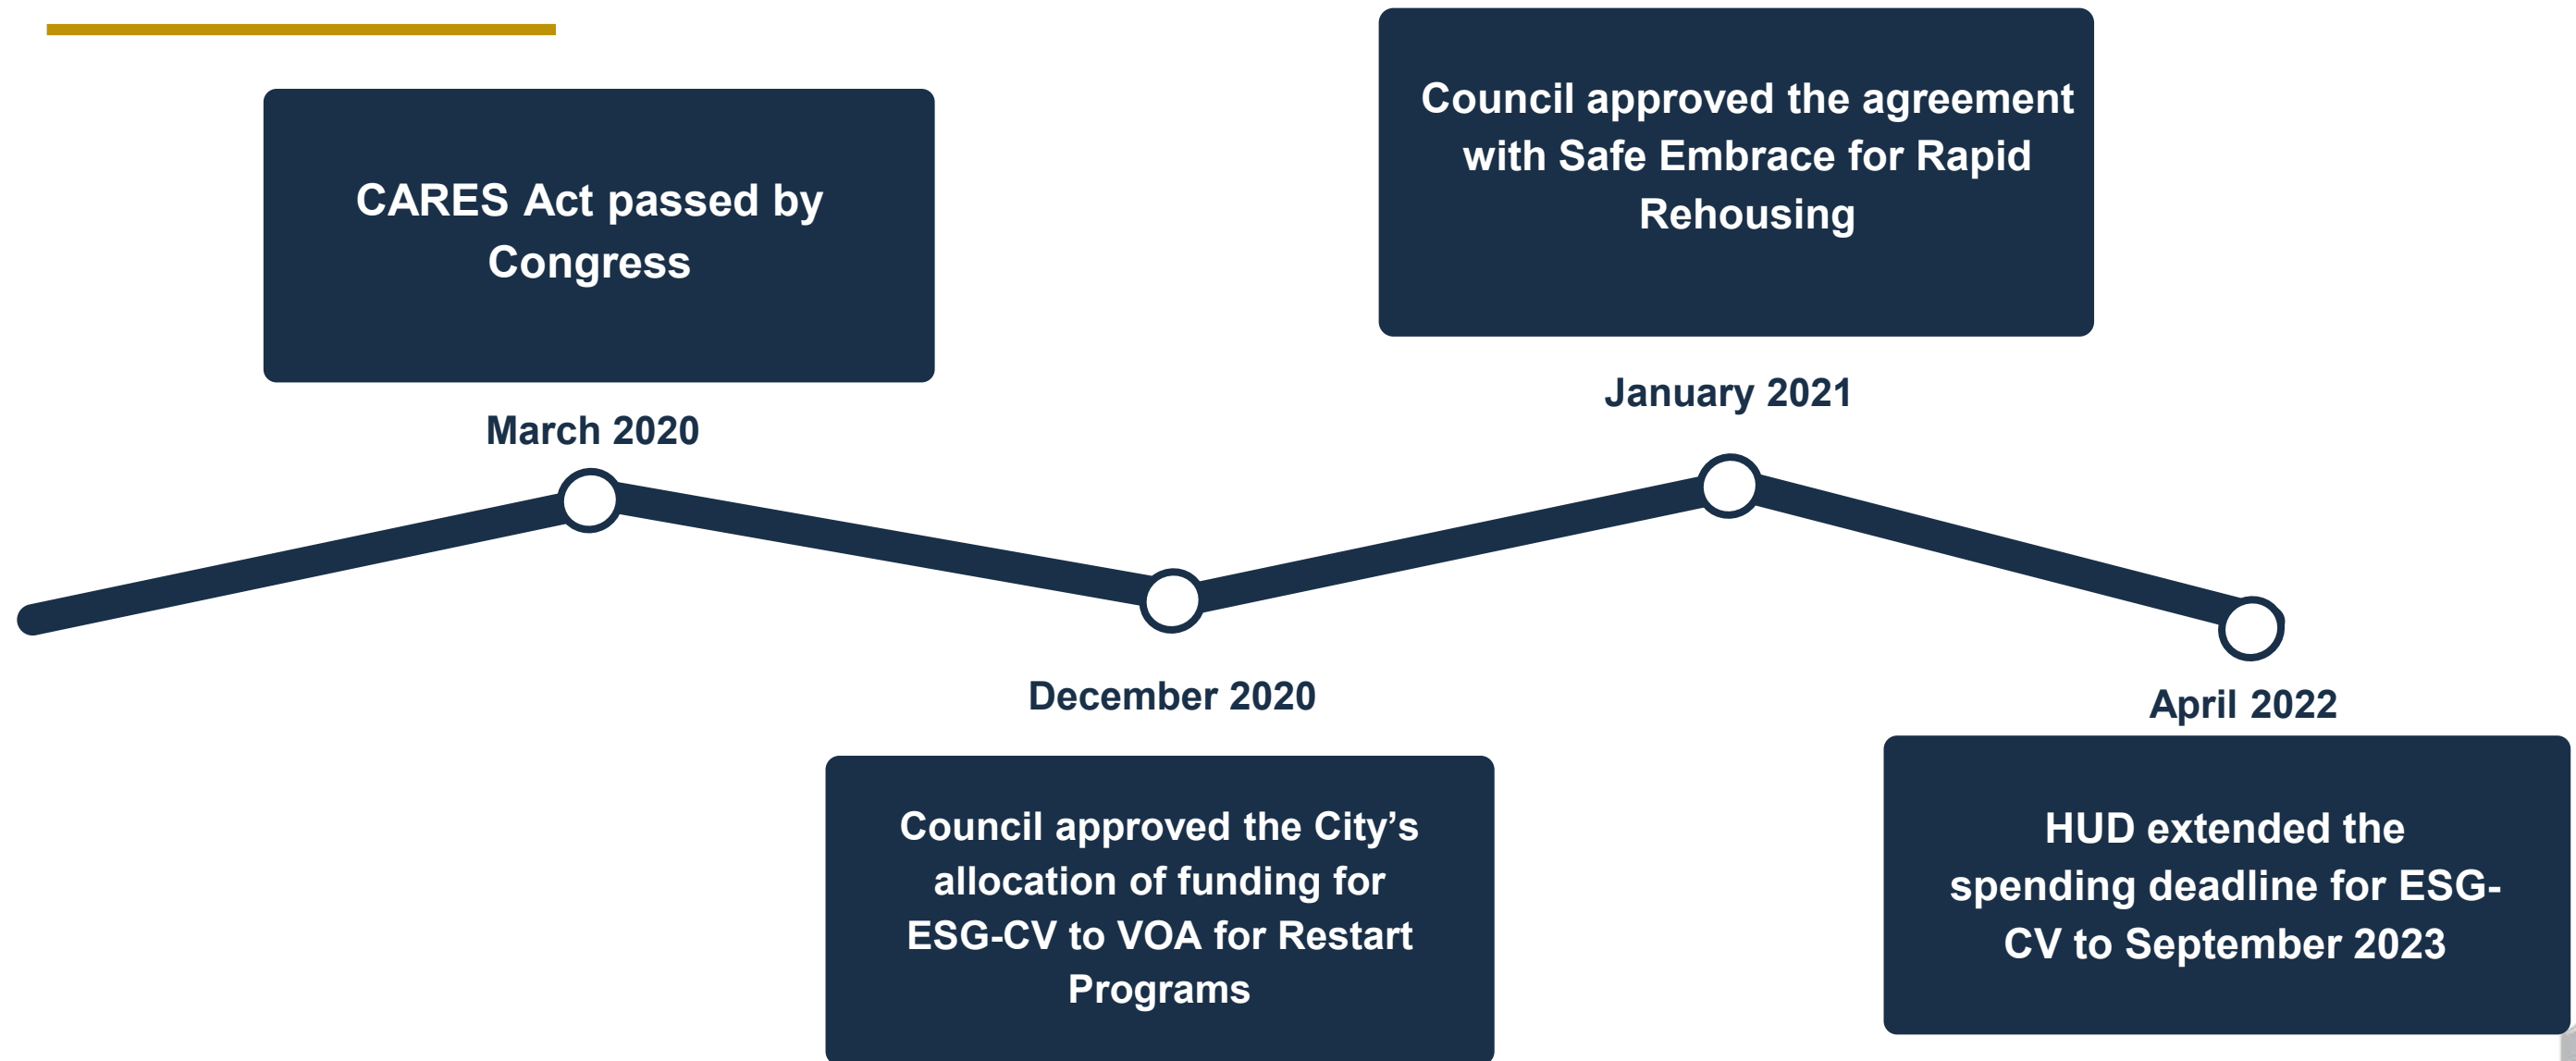 CARES Act passed by
Congress
March 2020
December 2020
Council approved the City’s
allocation of funding for
ESG-CV to VOA for Restart
Programs
Council approved the agreement
with Safe Embrace for Rapid
Rehousing
January 2021
April 2022
HUD extended the
spending deadline for ESG-
CV to September 2023